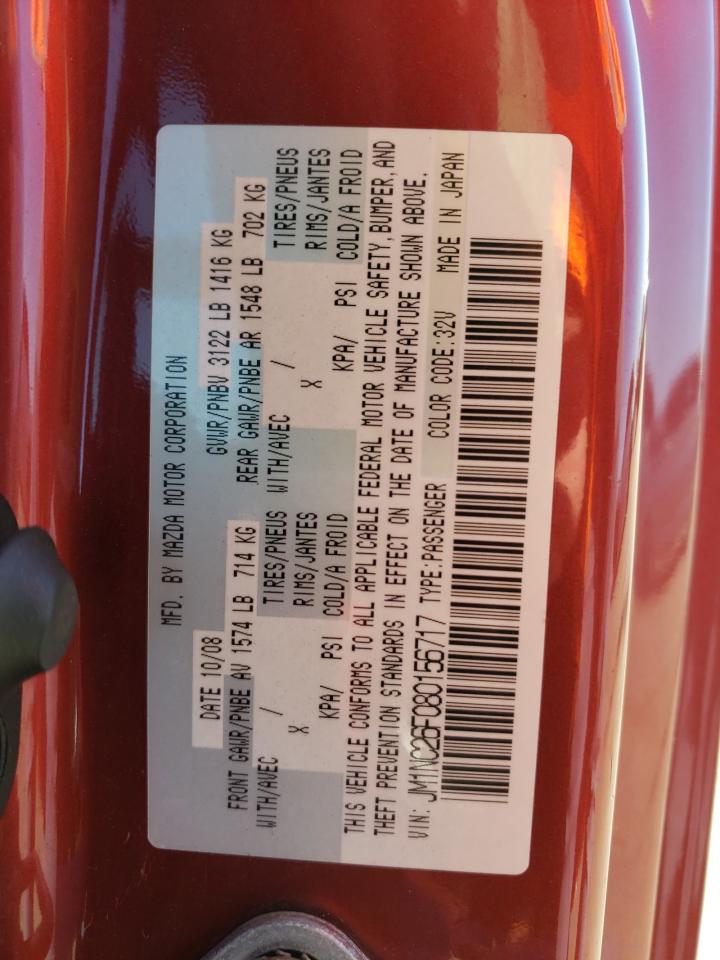 MFD. BY MAZDA MOTOR CORPORATION
DATE 10/08 GVWR/PNBV 3122 LB 1416 KG
FRONT GAWR/PNBE AV 1574 LB 714 KG REAR GAWR/PNBE AR 1548 LB 702 KG
WITH/AVEC / TIRES/PNEUS WITH/AVEC / TIRES/PNEUS
X RIMS/JANTES X RIMS/JANTES
KPA/ PSI COLD/A FROID KPA/ PSI COLD/A FROID
THIS VEHICLE CONFORMS TO ALL APPLICABLE FEDERAL MOTOR VEHICLE SAFETY, BUMPER, AND
THEFT PREVENTION STANDARDS IN EFFECT ON THE DATE OF MANUFACTURE SHOWN ABOVE.
VIN: JM1NC26F080156717 TYPE:PASSENGER COLOR CODE:32V MADE IN JAPAN